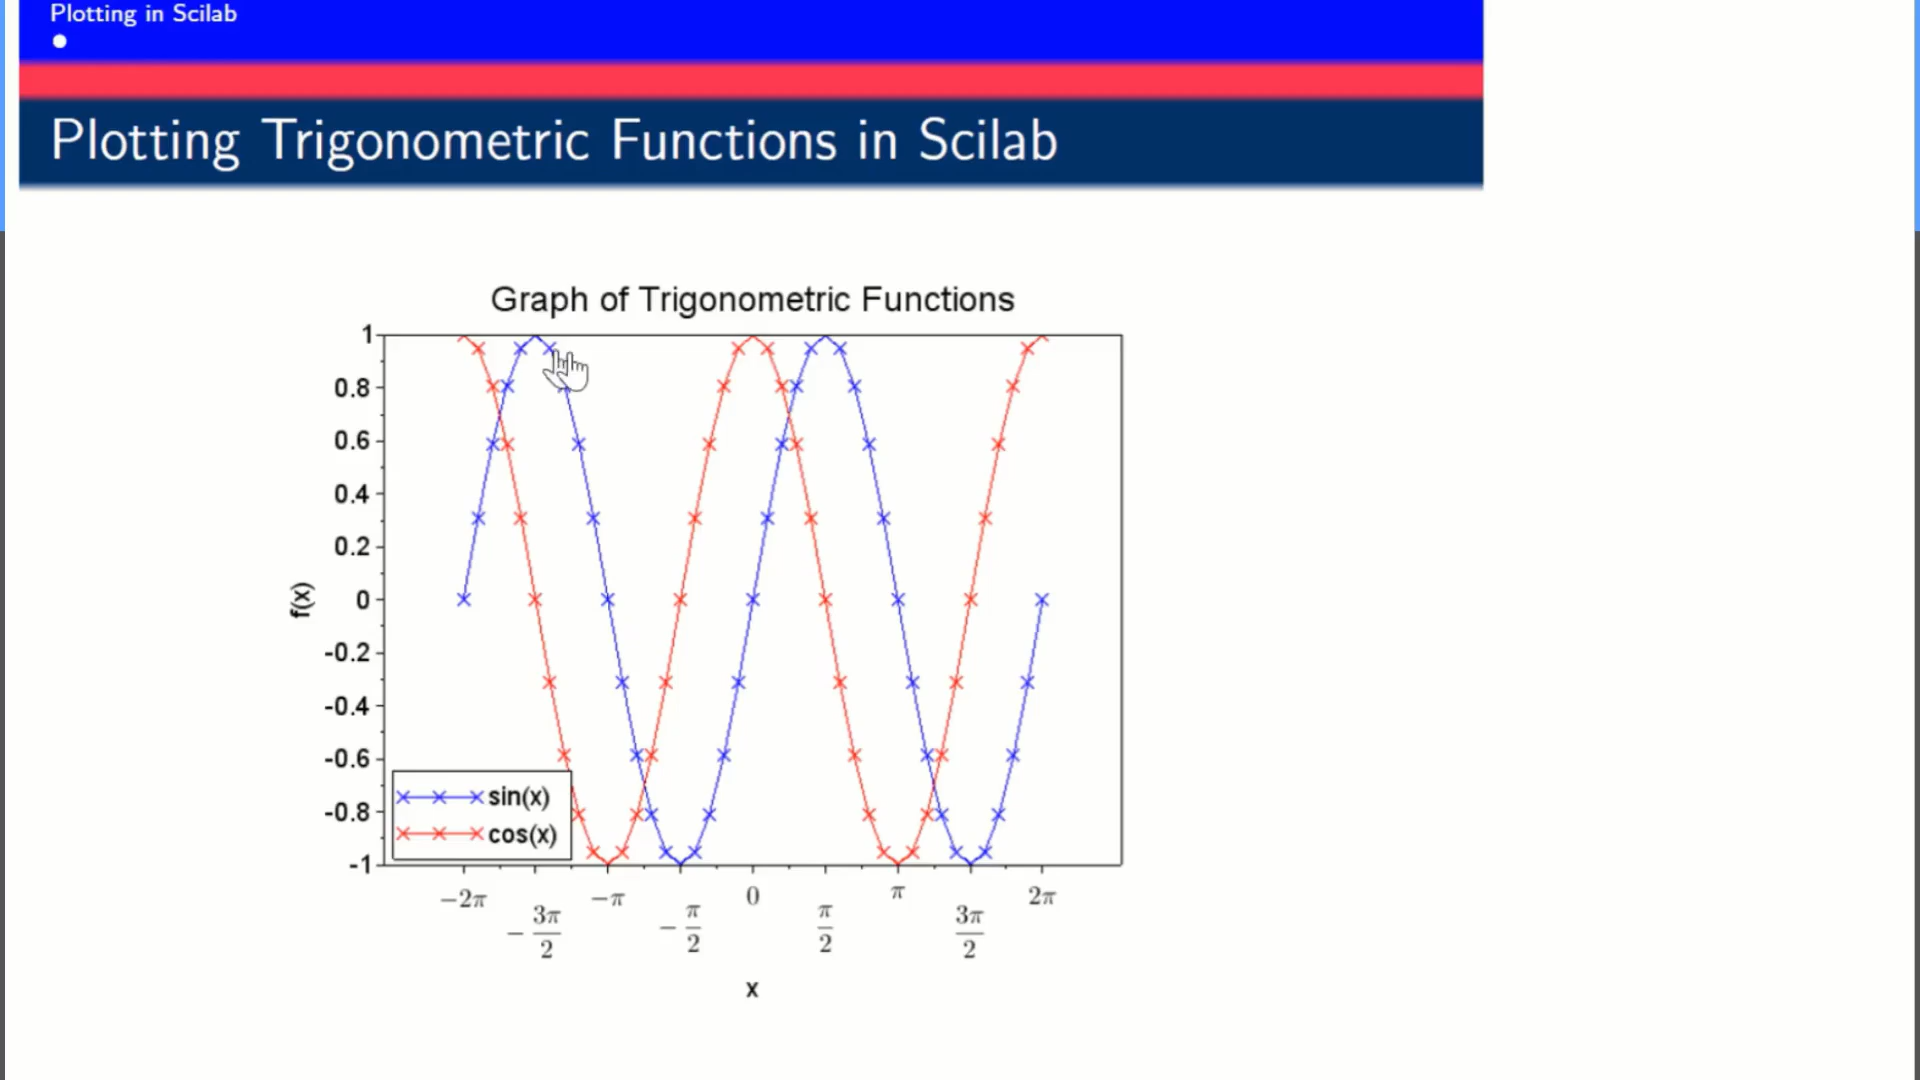 Plotting in Scilab
Plotting Trigonometric Functions in Scilab
Graph of Trigonometric Functions
1
0.8
0.6
0.4
0.2
0
-0.2
-0.4
-0.6
-0.8
-1
f(x)
sin(x)
cos(x)
−2π
−3π/2
−π
−π/2
0
π/2
π
3π/2
2π
x